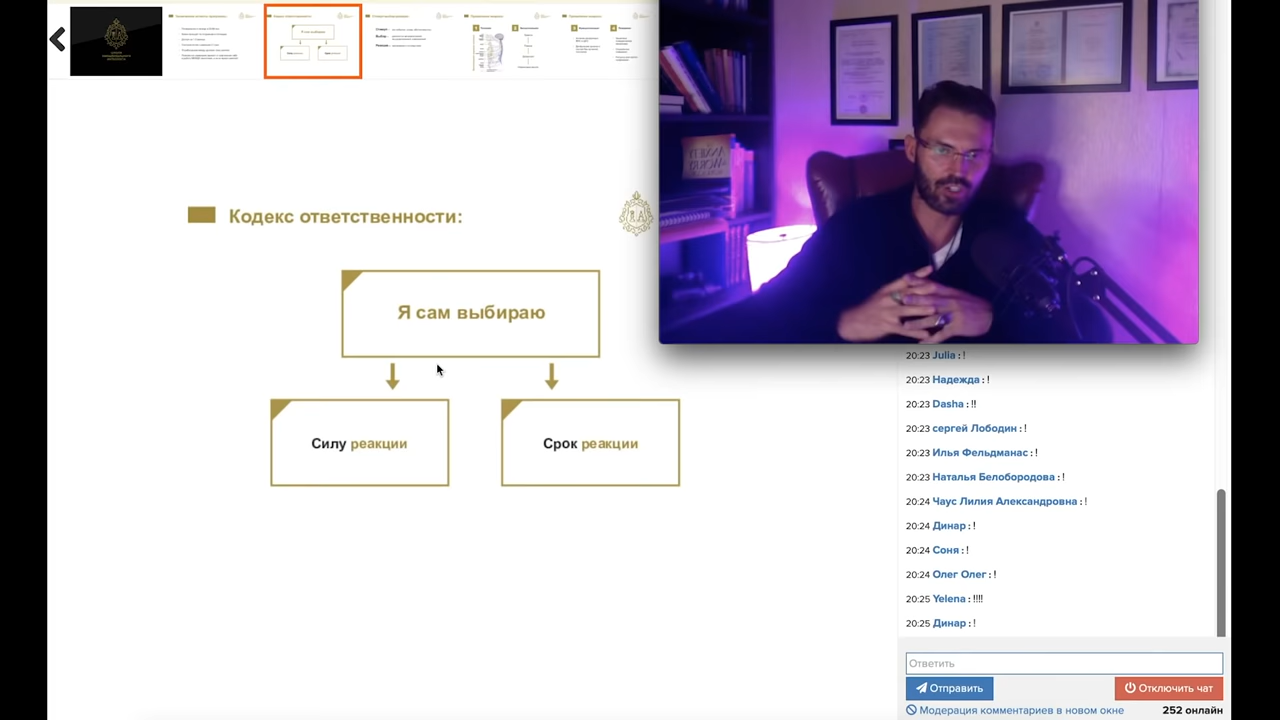 Кодекс ответственности:
Я сам выбираю
Силу реакции
Срок реакции
20:23 Julia : !
20:23 Надежда : !
20:23 Dasha : !!
20:23 сергей Лободин : !
20:23 Илья Фельдманас : !
20:23 Наталья Белобородова : !
20:24 Чаус Лилия Александровна : !
20:24 Динар : !
20:24 Соня : !
20:24 Олег Олег : !
20:25 Yelena : !!!!
20:25 Динар : !
Ответить
Отправить
Отключить чат
Модерация комментариев в новом окне
252 онлайн